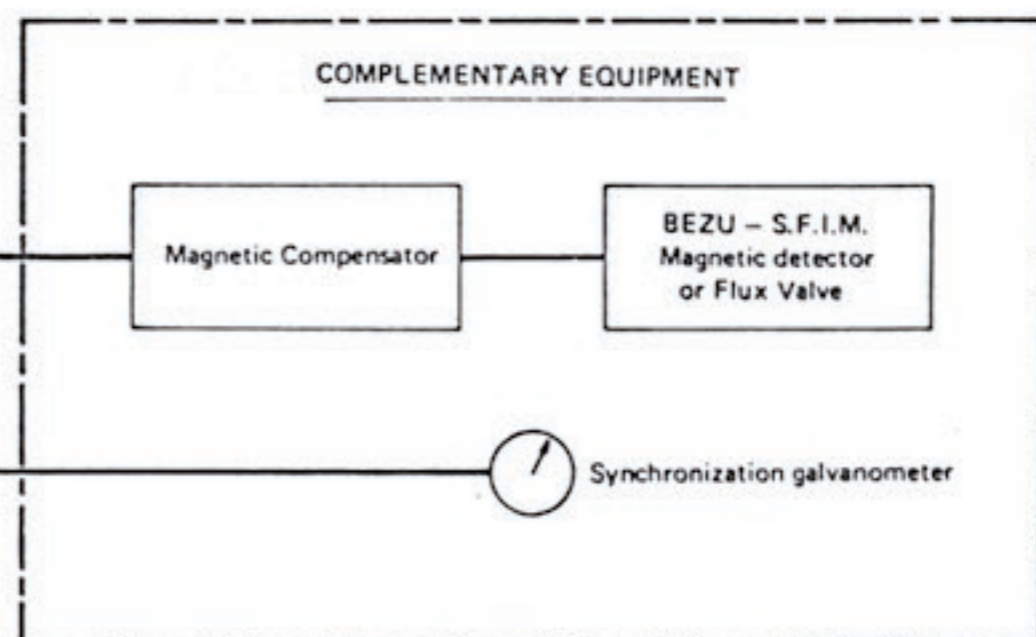 COMPLEMENTARY EQUIPMENT
Magnetic Compensator
BEZU – S.F.I.M.
Magnetic detector
or Flux Valve
Synchronization galvanometer